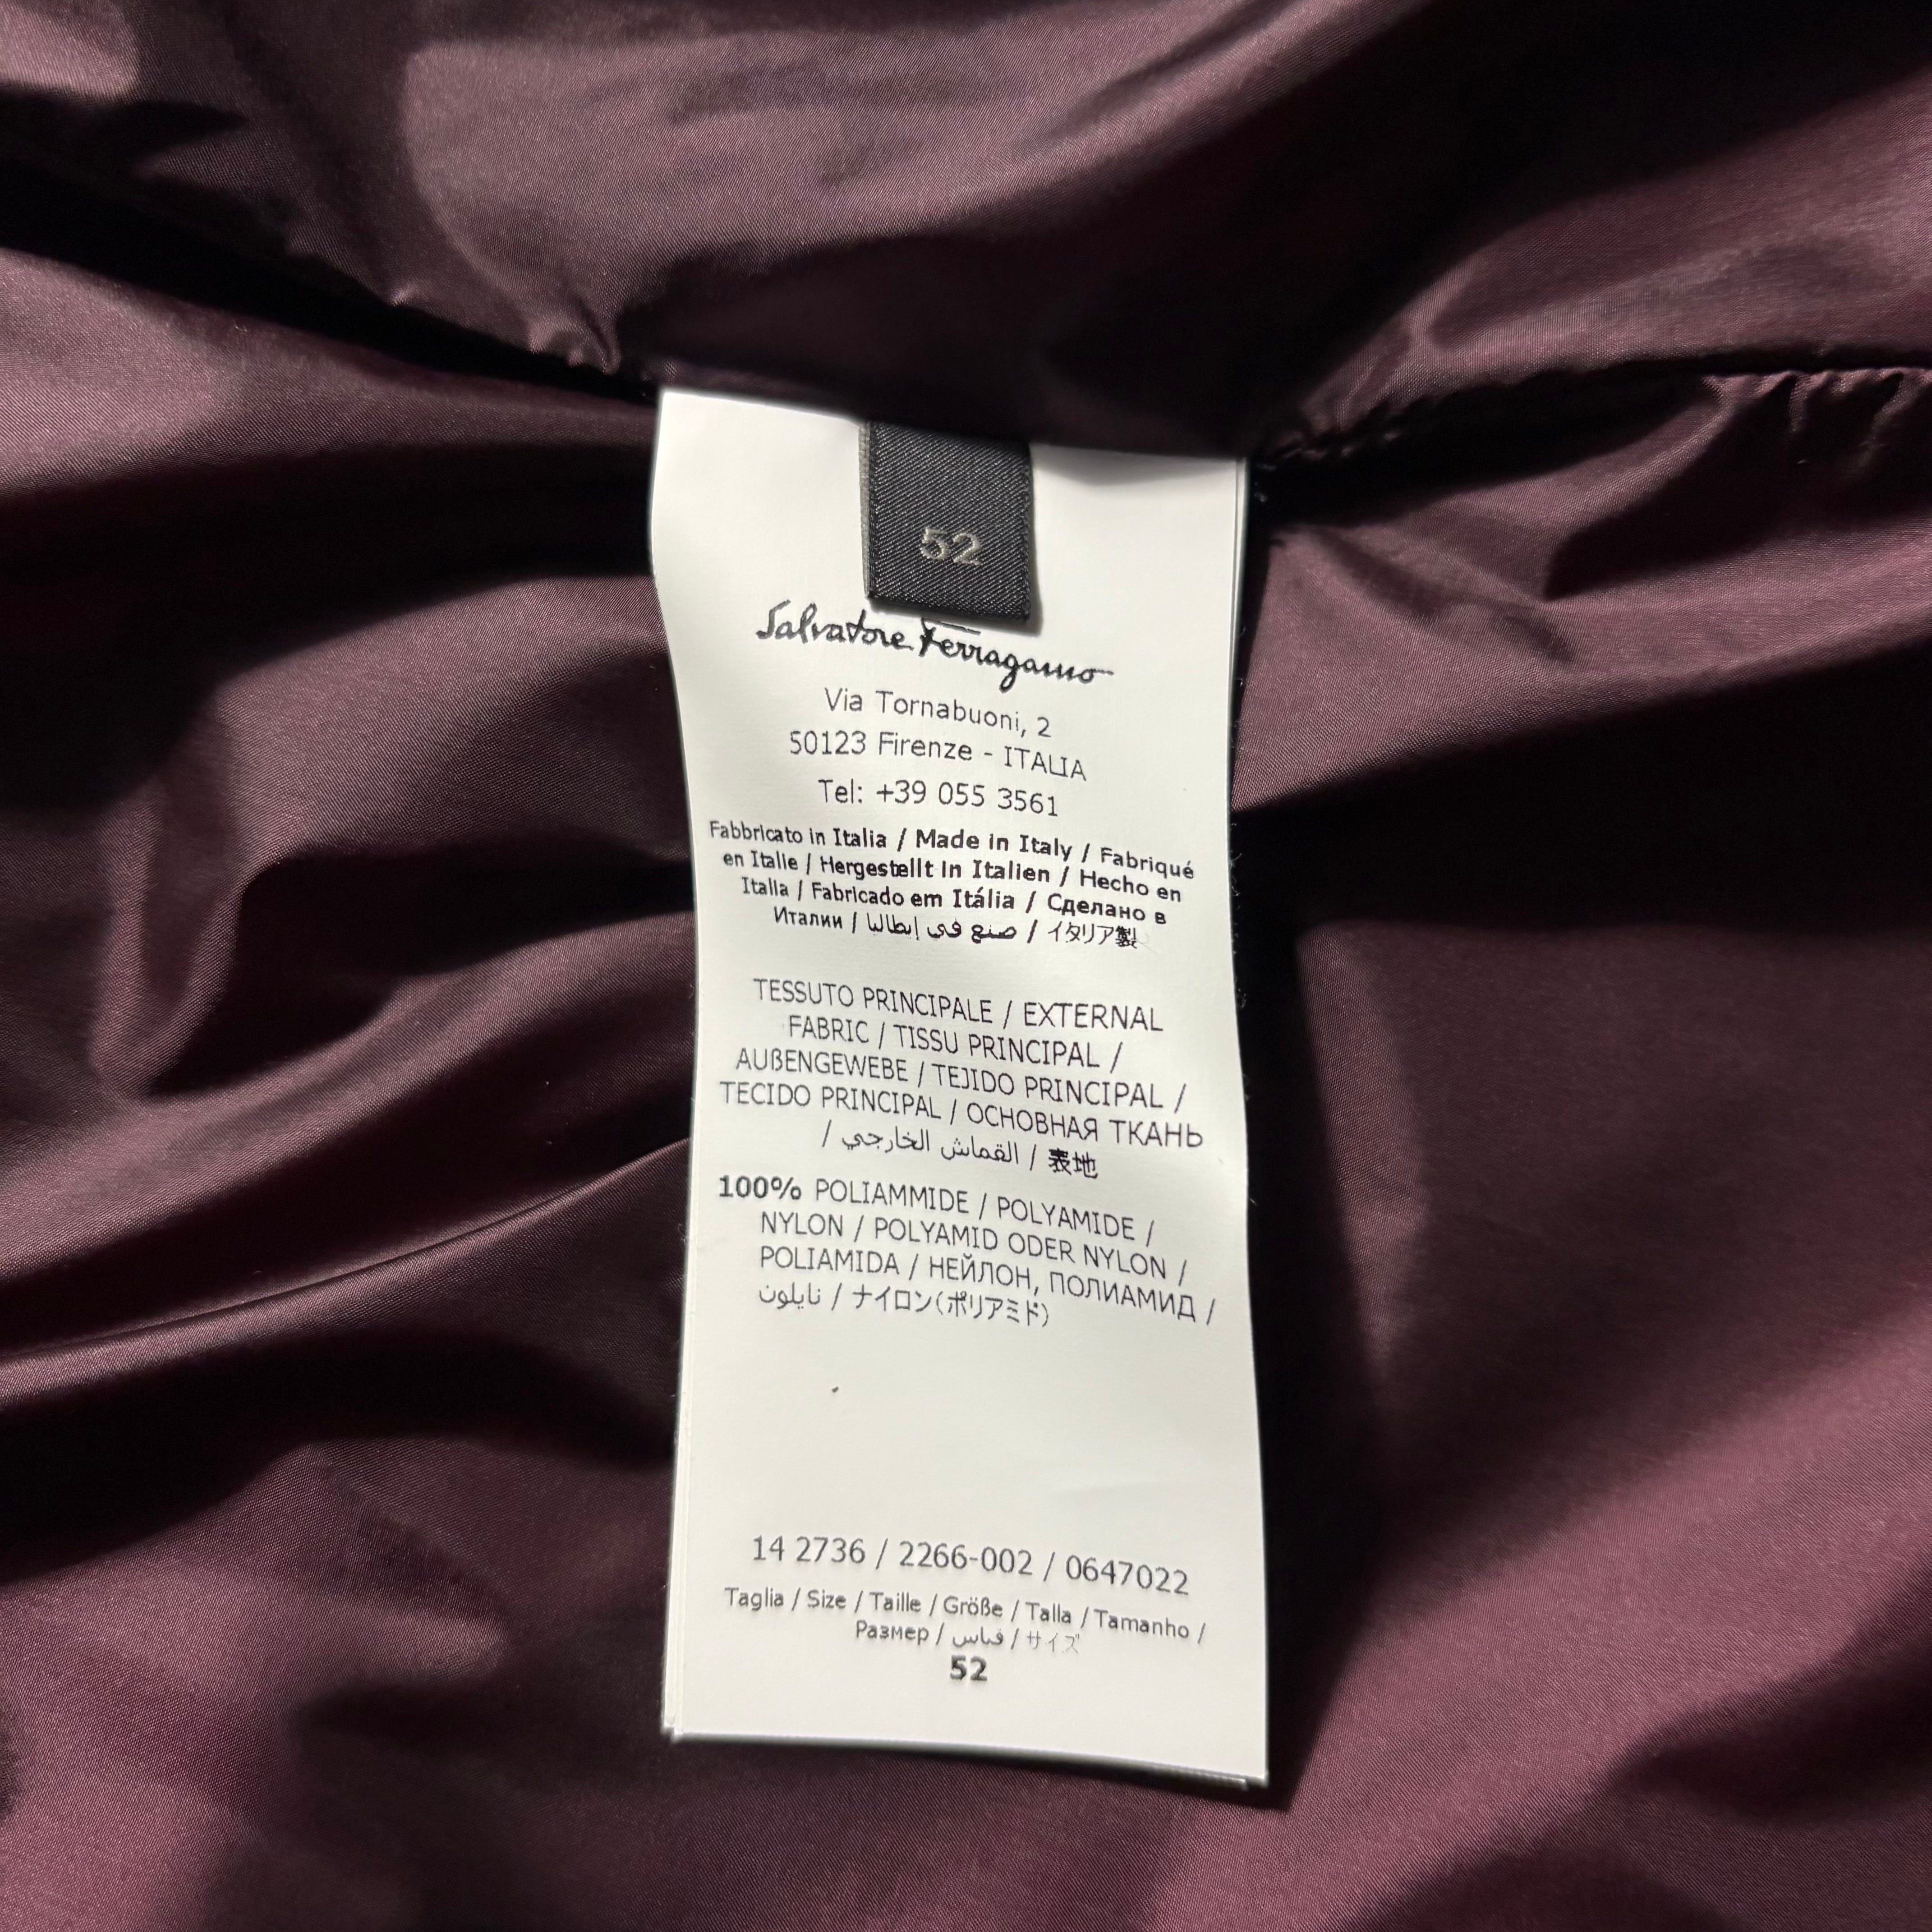 52
Salvatore Ferragamo
Via Tornabuoni, 2
50123 Firenze - ITALIA
Tel: +39 055 3561
Fabbricato in Italia / Made in Italy / Fabriqué
en Italie / Hergestellt in Italien / Hecho en
Italia / Fabricado em Itália / Сделано в
Италии / صنع في إيطاليا / イタリア製
TESSUTO PRINCIPALE / EXTERNAL
FABRIC / TISSU PRINCIPAL /
AUßENGEWEBE / TEJIDO PRINCIPAL /
TECIDO PRINCIPAL / ОСНОВНАЯ ТКАНЬ
/ القماش الخارجي / 表地
100% POLIAMMIDE / POLYAMIDE /
NYLON / POLYAMID ODER NYLON /
POLIAMIDA / НЕЙЛОН, ПОЛИАМИД /
نايلون / ナイロン(ポリアミド)
14 2736 / 2266-002 / 0647022
Taglia / Size / Taille / Größe / Talla / Tamanho /
Размер / قياس / サイズ
52